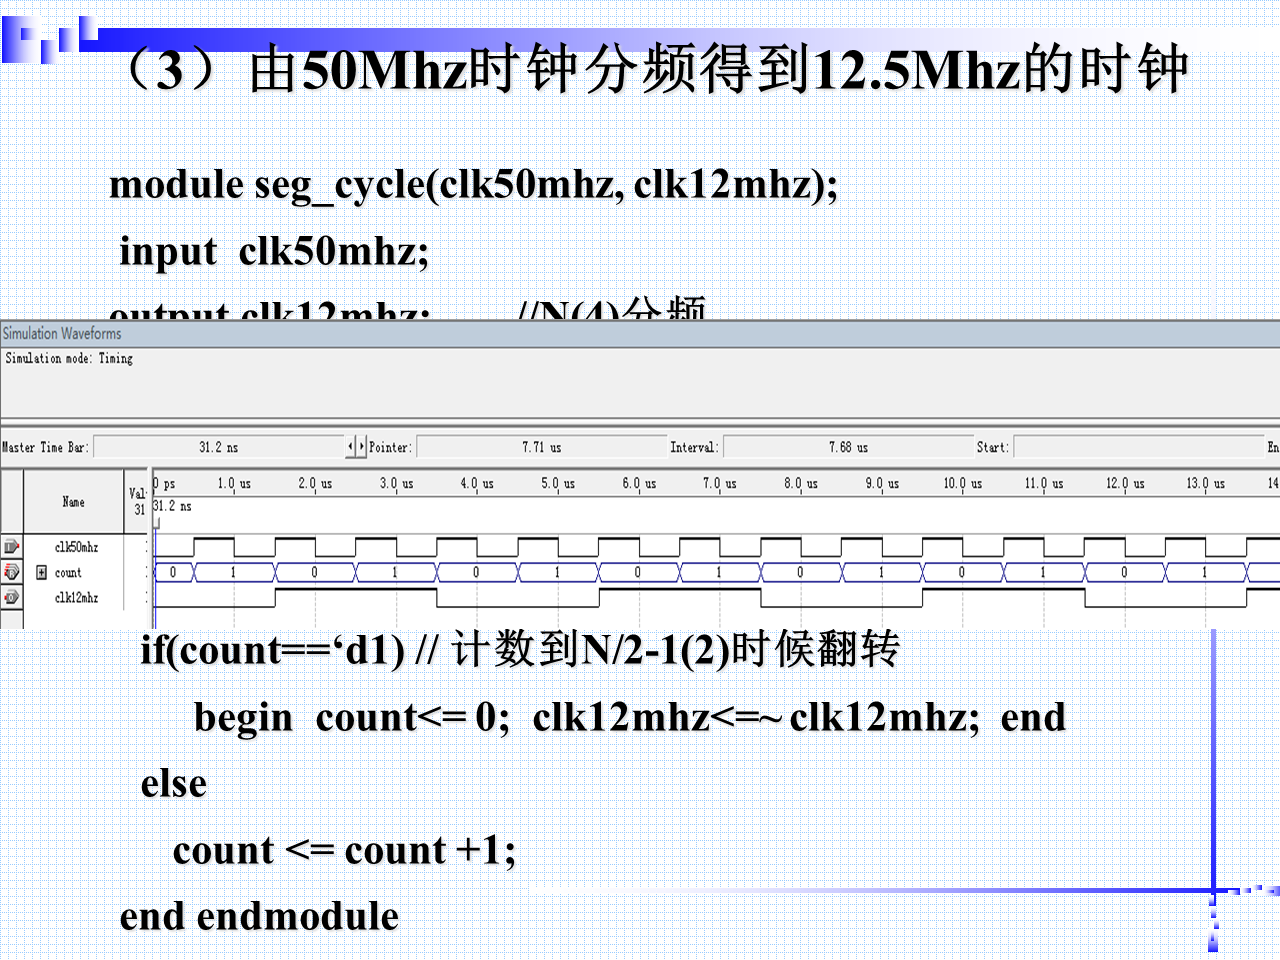 （3）由50Mhz时钟分频得到12.5Mhz的时钟
module seg_cycle(clk50mhz, clk12mhz);
input clk50mhz;
output clk12mhz; //N(4)分频
Simulation Waveforms
Simulation mode: Timing
Master Time Bar: 31.2 ns Pointer: 7.71 us Interval: 7.68 us Start: En
Name Val 31
0 ps 1.0 us 2.0 us 3.0 us 4.0 us 5.0 us 6.0 us 7.0 us 8.0 us 9.0 us 10.0 us 11.0 us 12.0 us 13.0 us 14
31.2 ns
clk50mhz
count 0 1 0 1 0 1 0 1 0 1 0 1 0 1
clk12mhz
if(count==‘d1) // 计数到N/2-1(2)时候翻转
begin count<= 0; clk12mhz<=~ clk12mhz; end
else
count <= count +1;
end endmodule